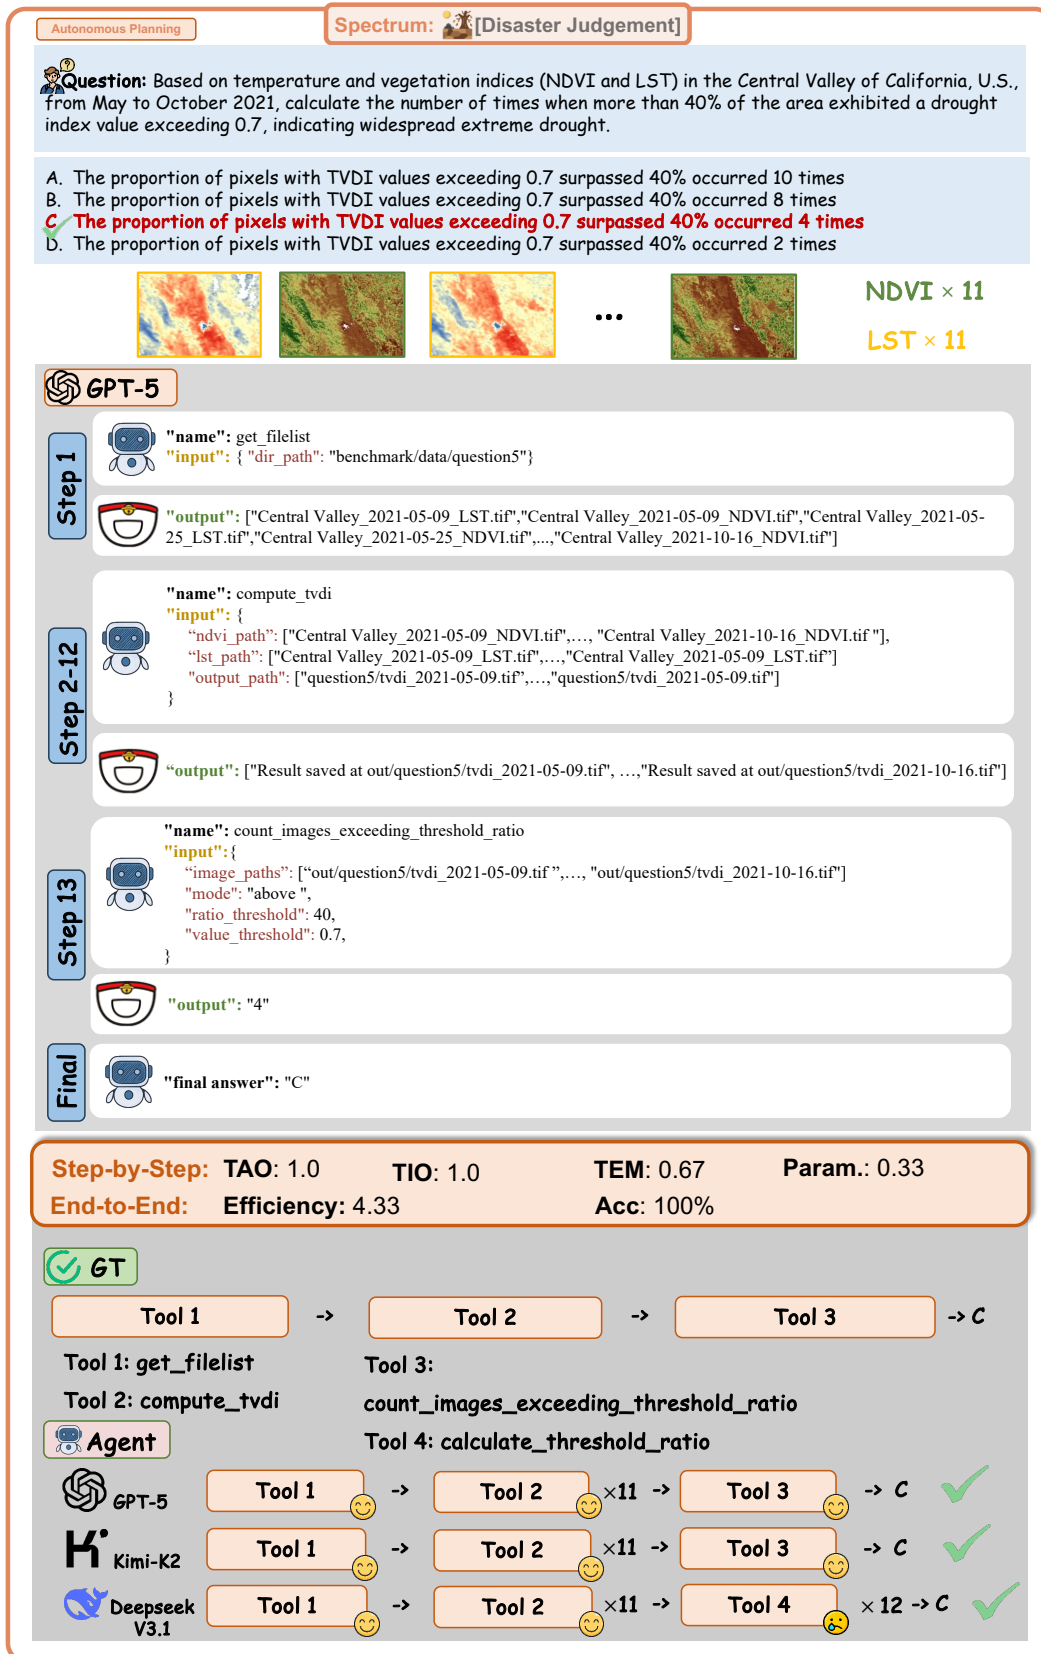 Autonomous Planning
Spectrum: [Disaster Judgement]
Question: Based on temperature and vegetation indices (NDVI and LST) in the Central Valley of California, U.S.,
from May to October 2021, calculate the number of times when more than 40% of the area exhibited a drought
index value exceeding 0.7, indicating widespread extreme drought.
A. The proportion of pixels with TVDI values exceeding 0.7 surpassed 40% occurred 10 times
B. The proportion of pixels with TVDI values exceeding 0.7 surpassed 40% occurred 8 times
C. The proportion of pixels with TVDI values exceeding 0.7 surpassed 40% occurred 4 times
D. The proportion of pixels with TVDI values exceeding 0.7 surpassed 40% occurred 2 times
...
NDVI × 11
LST × 11
GPT-5
Step 1
"name": get_filelist
"input": { "dir_path": "benchmark/data/question5"}
"output": ["Central Valley_2021-05-09_LST.tif","Central Valley_2021-05-09_NDVI.tif","Central Valley_2021-05-
25_LST.tif","Central Valley_2021-05-25_NDVI.tif",...,"Central Valley_2021-10-16_NDVI.tif"]
Step 2-12
"name": compute_tvdi
"input": {
“ndvi_path”: ["Central Valley_2021-05-09_NDVI.tif",…, "Central Valley_2021-10-16_NDVI.tif "],
“lst_path”: ["Central Valley_2021-05-09_LST.tif",…,"Central Valley_2021-05-09_LST.tif”]
"output_path": ["question5/tvdi_2021-05-09.tif”,…,"question5/tvdi_2021-05-09.tif"]
}
“output": ["Result saved at out/question5/tvdi_2021-05-09.tif", …,"Result saved at out/question5/tvdi_2021-10-16.tif"]
Step 13
"name": count_images_exceeding_threshold_ratio
"input":{
“image_paths”: [“out/question5/tvdi_2021-05-09.tif ”,…, "out/question5/tvdi_2021-10-16.tif"]
"mode": "above ",
"ratio_threshold": 40,
"value_threshold": 0.7,
}
"output": "4"
Final
"final answer": "C"
Step-by-Step: TAO: 1.0 TIO: 1.0 TEM: 0.67 Param.: 0.33
End-to-End: Efficiency: 4.33 Acc: 100%
GT
Tool 1 -> Tool 2 -> Tool 3 -> C
Tool 1: get_filelist
Tool 2: compute_tvdi
Tool 3:
count_images_exceeding_threshold_ratio
Tool 4: calculate_threshold_ratio
Agent
GPT-5 Tool 1 -> Tool 2 ×11 -> Tool 3 -> C
Kimi-K2 Tool 1 -> Tool 2 ×11 -> Tool 3 -> C
Deepseek Tool 1 -> Tool 2 ×11 -> Tool 4 × 12 -> C
V3.1